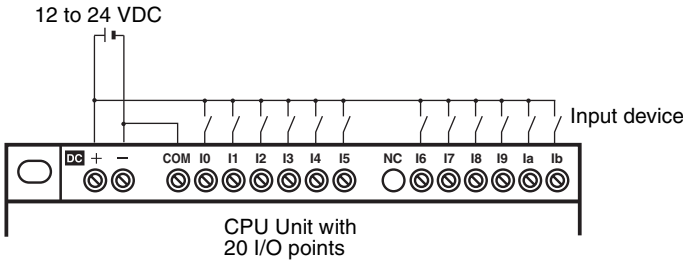 12 to 24 VDC
Input device
DC + − COM I0 I1 I2 I3 I4 I5 NC I6 I7 I8 I9 Ia Ib
CPU Unit with
20 I/O points